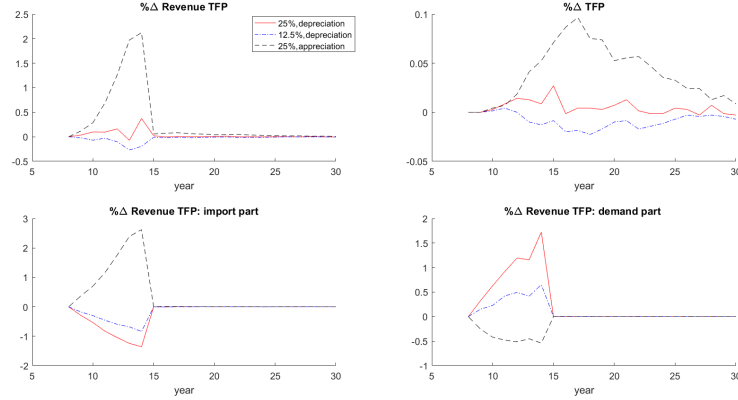 %Δ Revenue TFP
2.5
2
1.5
1
0.5
0
-0.5
5 10 15 20 25 30
year
25%,depreciation
12.5%,depreciation
25%,appreciation
%Δ TFP
0.1
0.05
0
0.05
5 10 15 20 25 30
year
%Δ Revenue TFP: import part
3
2
1
0
-1
-2
5 10 15 20 25 30
year
%Δ Revenue TFP: demand part
2
1.5
1
0.5
0
-0.5
-1
5 10 15 20 25 30
year